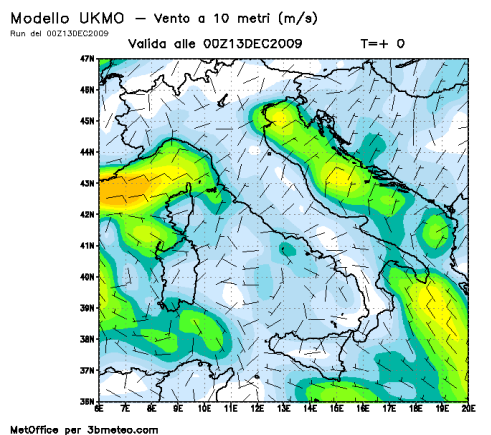 Modello UKMO – Vento a 10 metri (m/s)
Run del 00Z13DEC2009
Valida alle 00Z13DEC2009 T=+ 0
47N
46N
45N
44N
43N
42N
41N
40N
39N
38N
37N
36N
35N
6E 7E 8E 9E 10E 11E 12E 13E 14E 15E 16E 17E 18E 19E 20E
MetOffice per 3bmeteo.com